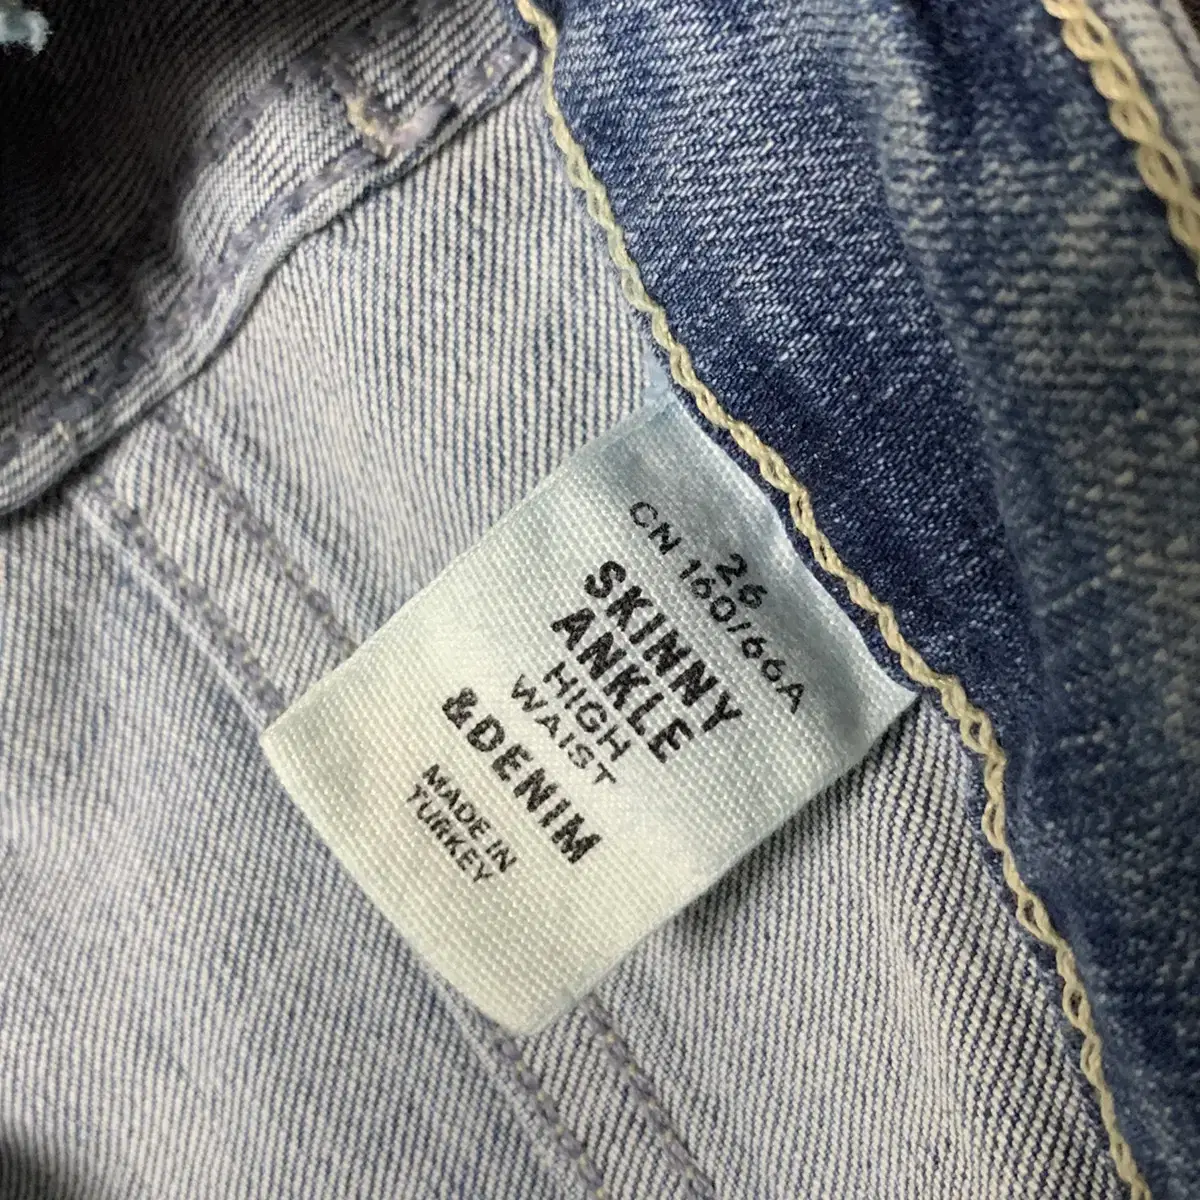 26
CN 160/66A
SKINNY
ANKLE
HIGH
WAIST
&DENIM
MADE IN
TURKEY